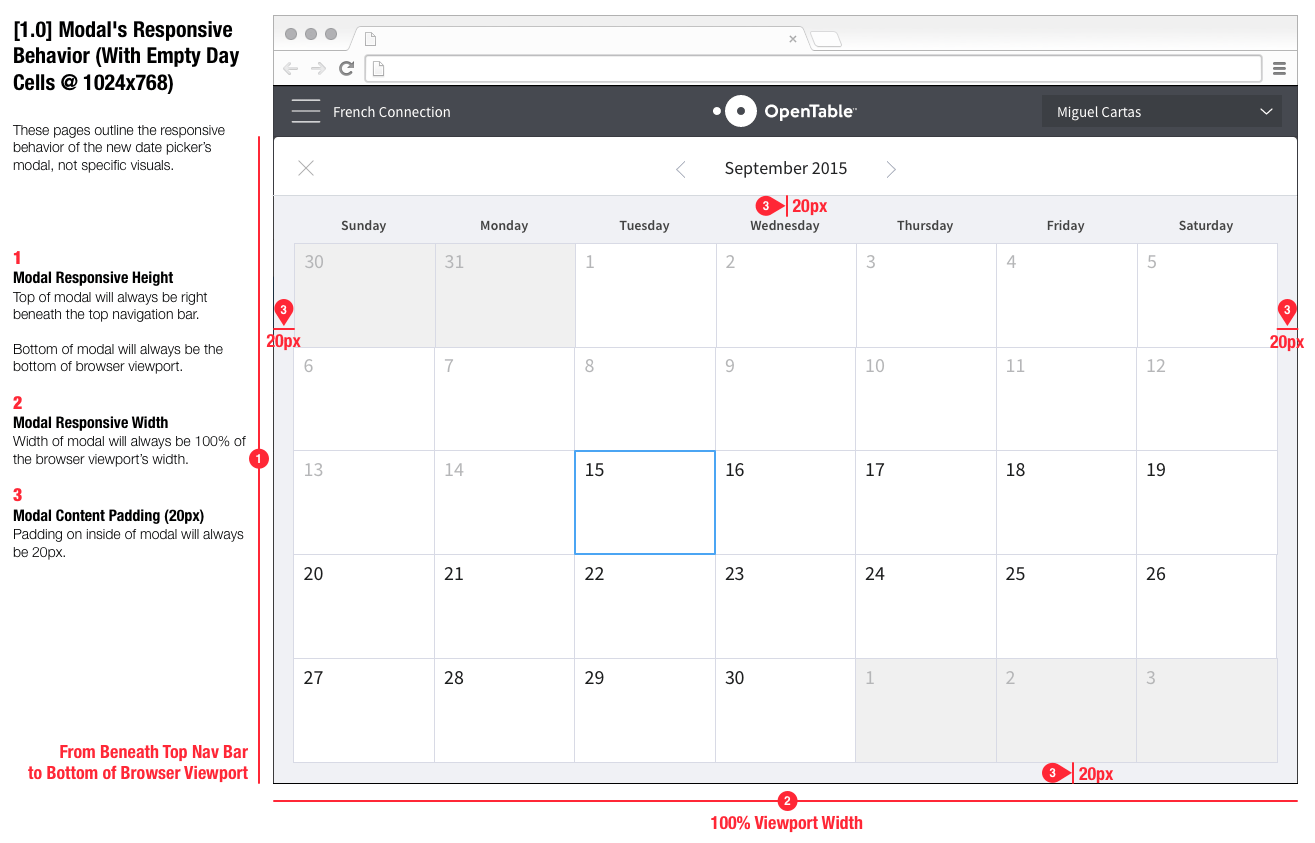 [1.0] Modal's Responsive
Behavior (With Empty Day
Cells @ 1024x768)
These pages outline the responsive
behavior of the new date picker’s
modal, not specific visuals.
1
Modal Responsive Height
Top of modal will always be right
beneath the top navigation bar.
Bottom of modal will always be the
bottom of browser viewport.
2
Modal Responsive Width
Width of modal will always be 100% of
the browser viewport’s width.
3
Modal Content Padding (20px)
Padding on inside of modal will always
be 20px.
1
From Beneath Top Nav Bar
to Bottom of Browser Viewport
French Connection OpenTable™ Miguel Cartas
September 2015
3 20px
Sunday Monday Tuesday Wednesday Thursday Friday Saturday
30 31 1 2 3 4 5
3 3
20px 20px
6 7 8 9 10 11 12
13 14 15 16 17 18 19
20 21 22 23 24 25 26
27 28 29 30 1 2 3
3 20px
2
100% Viewport Width